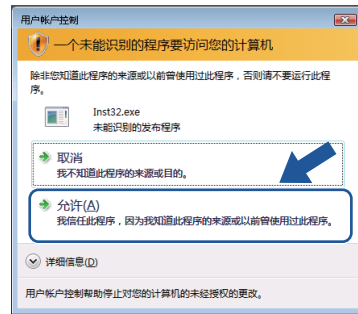 用户帐户控制
一个未能识别的程序要访问您的计算机
除非您知道此程序的来源或以前曾使用过此程序，否则请不要运行此程
序。
Inst32.exe
未能识别的发布程序
取消
我不知道此程序的来源或目的。
允许(A)
我信任此程序，因为我知道此程序的来源或以前曾使用过此程序。
详细信息(D)
用户帐户控制帮助停止对您的计算机的未经授权的更改。